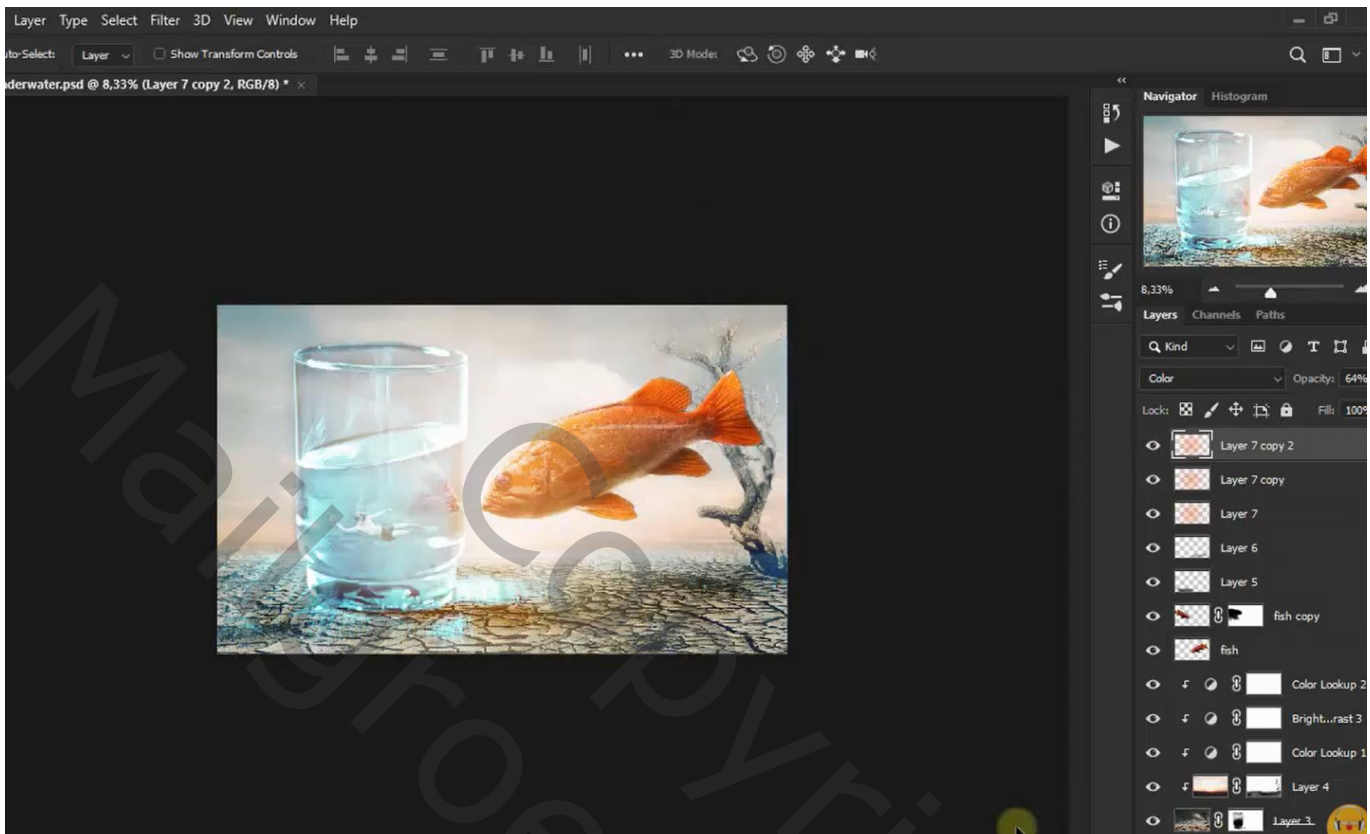 Layer Type Select Filter 3D View Window Help
uto-Select: Layer Show Transform Controls 3D Mode:
nderwater.psd @ 8,33% (Layer 7 copy 2, RGB/8) *
Navigator Histogram
8,33%
Layers Channels Paths
Kind
Color Opacity: 64%
Lock: Fill: 100%
Layer 7 copy 2
Layer 7 copy
Layer 7
Layer 6
Layer 5
fish copy
fish
Color Lookup 2
Bright...rast 3
Color Lookup 1
Layer 4
Layer 3